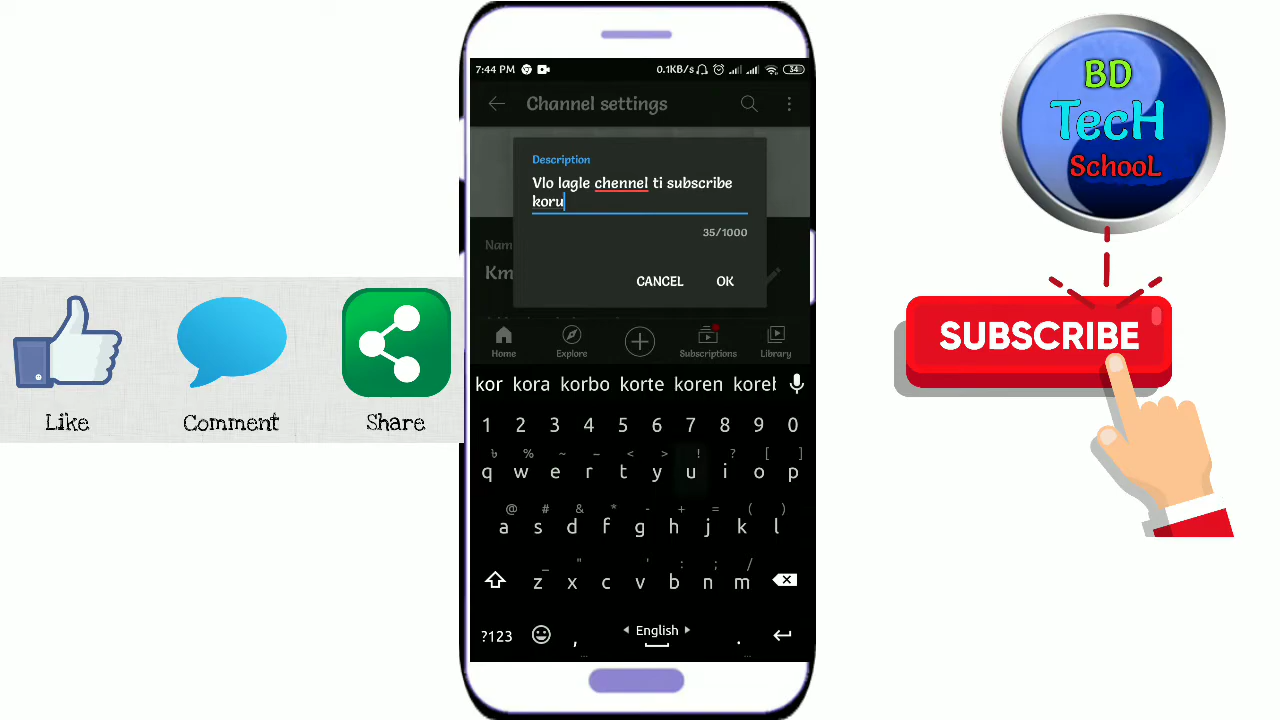 7:44 PM 0.1KB/s 34
Channel settings
Description
Vlo lagle chennel ti subscribe
koru
35/1000
Nam
Km
CANCEL OK
Home Explore Subscriptions Library
kor kora korbo korte koren
1 2 3 4 5 6 7 8 9 0
৳ % ~ – < > ! ? [ ]
q w e r t y u i o p
@ # & * - + = ( )
a s d f g h j k l
_ " ' : ; /
z x c v b n m
?123 , English .
Like Comment Share
BD
TecH
SchooL
SUBSCRIBE